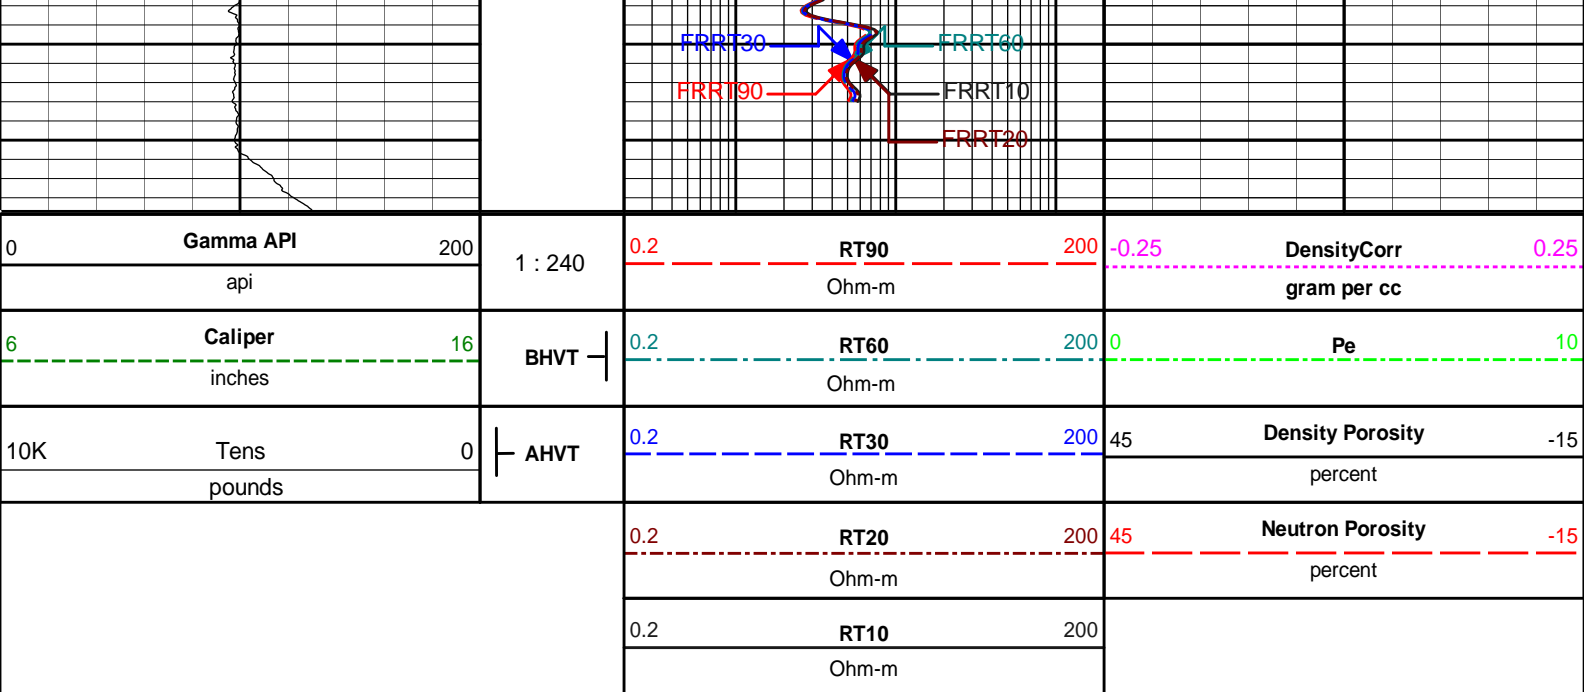 FRRT30 FRRT60
FRRT90 FRRT10
FRRT20
0 Gamma API 200
api
1 : 240
0.2 RT90 200
Ohm-m
-0.25 DensityCorr 0.25
gram per cc
6 Caliper 16
inches
BHVT
0.2 RT60 200
Ohm-m
0 Pe 10
10K Tens 0
pounds
AHVT
0.2 RT30 200
Ohm-m
45 Density Porosity -15
percent
0.2 RT20 200
Ohm-m
45 Neutron Porosity -15
percent
0.2 RT10 200
Ohm-m